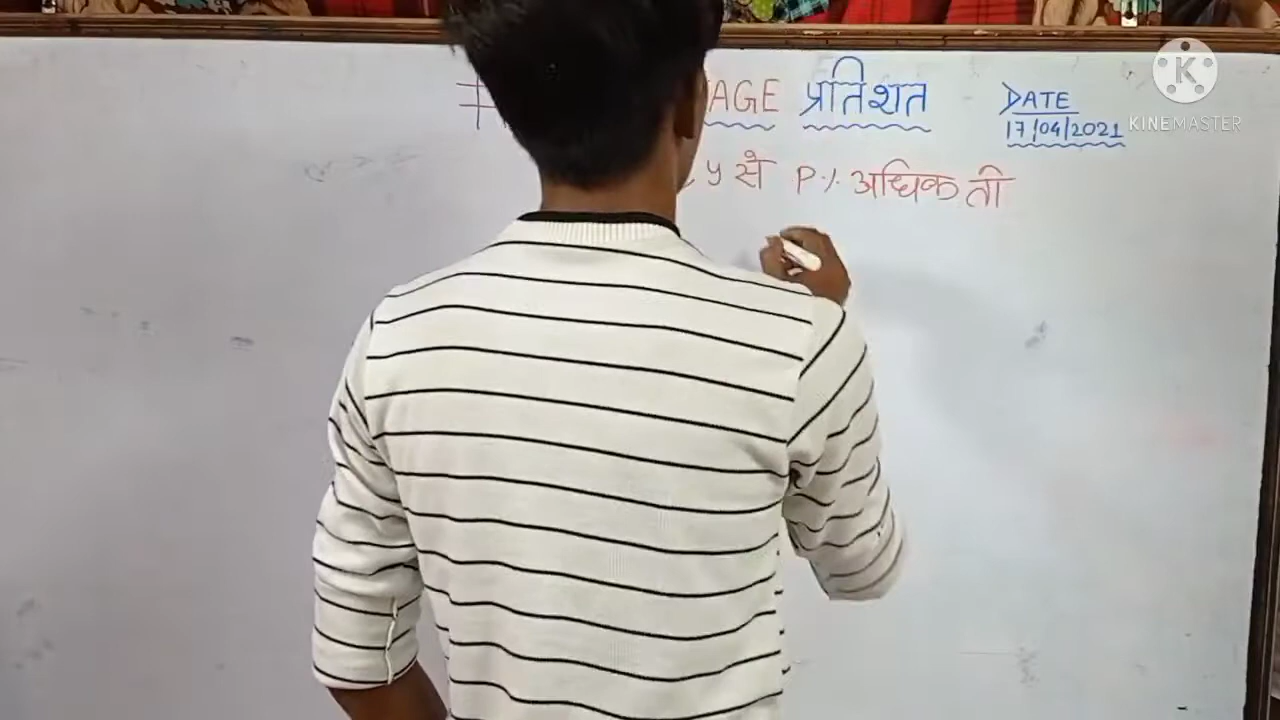 AGE प्रतिशत
DATE
17/04/2021
y से P% अधिक तो
K
KINEMASTER